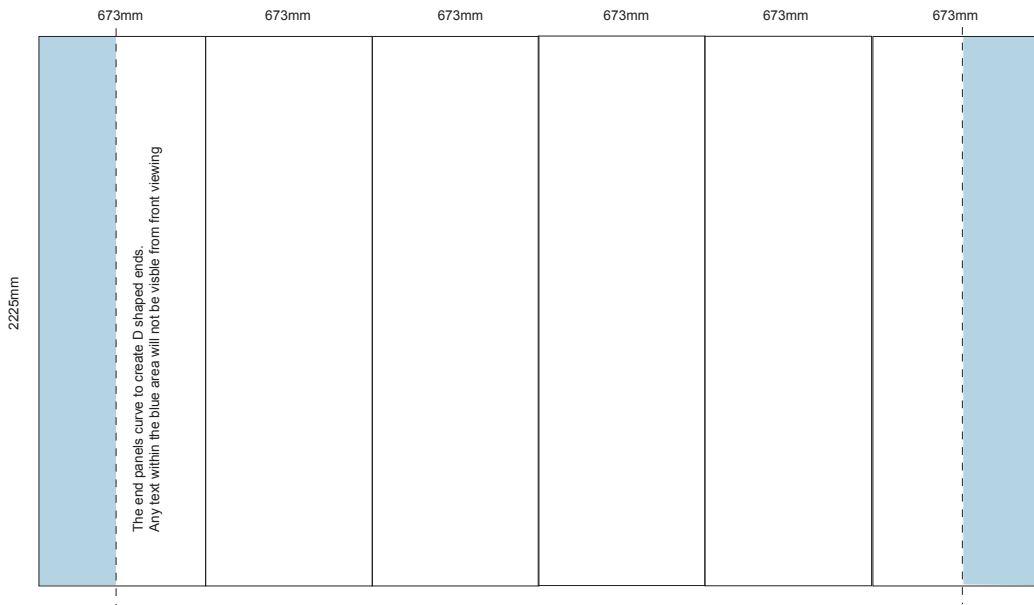 673mm 673mm 673mm 673mm 673mm 673mm
2225mm
The end panels curve to create D shaped ends.
Any text within the blue area will not be visble from front viewing